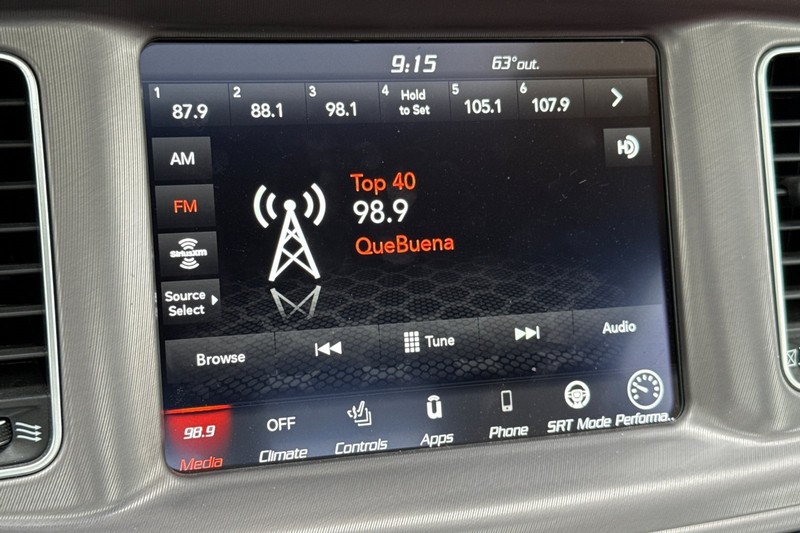 9:15 63°out.
1 87.9 2 88.1 3 98.1 4 Hold to Set 5 105.1 6 107.9
AM
HD
FM
Top 40
98.9
QueBuena
SiriusXM
Source
Select
Browse Tune Audio
98.9 OFF
Media Climate Controls Apps Phone SRT Mode Performa..